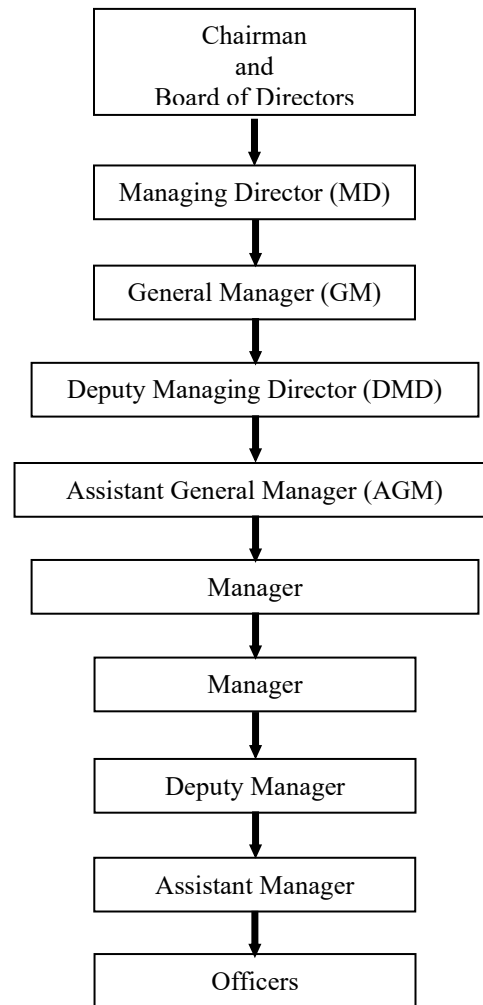 Chairman
and
Board of Directors
Managing Director (MD)
General Manager (GM)
Deputy Managing Director (DMD)
Assistant General Manager (AGM)
Manager
Manager
Deputy Manager
Assistant Manager
Officers